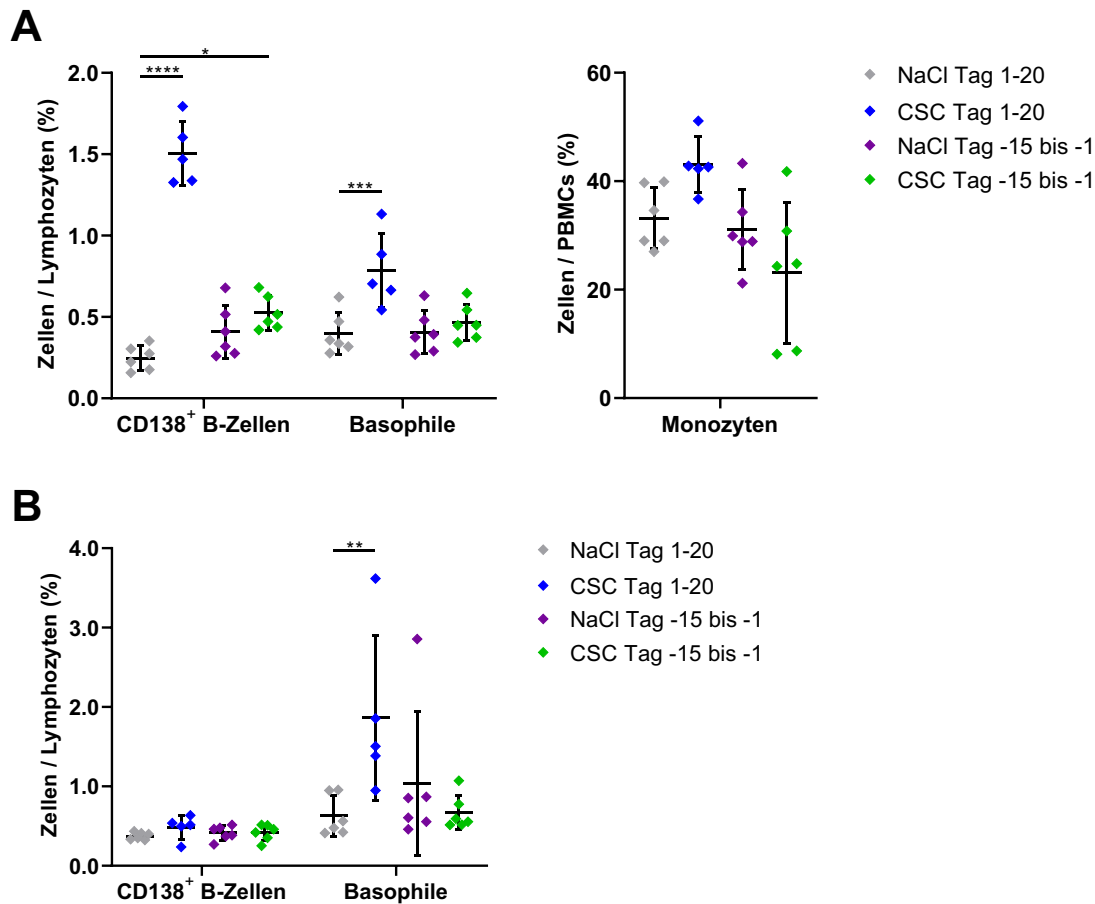 A
*
****
***
2.0
1.5
1.0
0.5
0.0
Zellen / Lymphozyten (%)
CD138⁺ B-Zellen
Basophile
60
40
20
0
Zellen / PBMCs (%)
Monozyten
NaCl Tag 1-20
CSC Tag 1-20
NaCl Tag -15 bis -1
CSC Tag -15 bis -1
B
**
4.0
3.0
2.0
1.0
0.0
Zellen / Lymphozyten (%)
CD138⁺ B-Zellen
Basophile
NaCl Tag 1-20
CSC Tag 1-20
NaCl Tag -15 bis -1
CSC Tag -15 bis -1